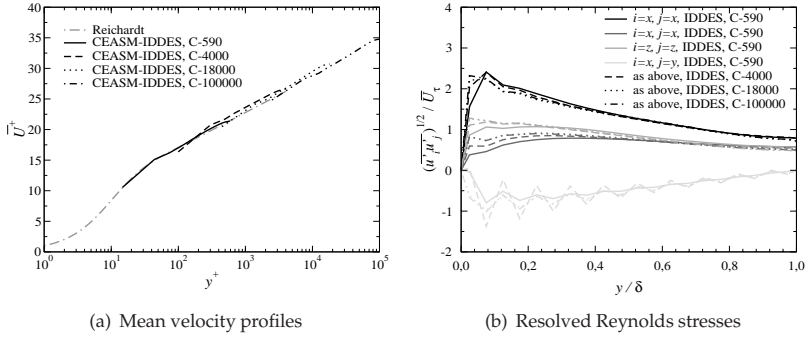 Reichardt
CEASM-IDDES, C-590
CEASM-IDDES, C-4000
CEASM-IDDES, C-18000
CEASM-IDDES, C-100000
40
35
30
25
20
15
10
5
0
U+
10^0
10^1
10^2
10^3
10^4
10^5
y+
(a) Mean velocity profiles
i=x, j=x, IDDES, C-590
i=x, j=x, IDDES, C-590
i=z, j=z, IDDES, C-590
i=x, j=y, IDDES, C-590
as above, IDDES, C-4000
as above, IDDES, C-18000
as above, IDDES, C-100000
4
3
2
1
0
-1
-2
(u'_i u'_j)^1/2 / U_τ
0,0
0,2
0,4
0,6
0,8
1,0
y / δ
(b) Resolved Reynolds stresses